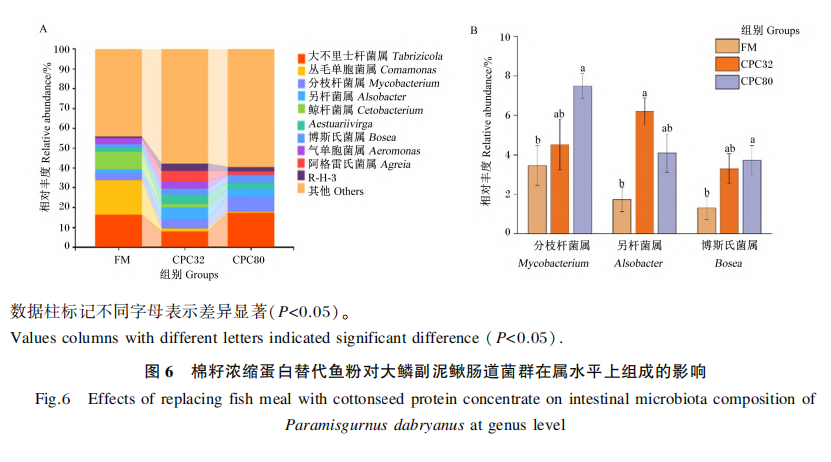 A
100
90
80
70
60
50
40
30
20
10
0
相对丰度 Relative abundance/%
FM
CPC32
CPC80
组别 Groups
大不里士杆菌属 Tabrizicola
丛毛单胞菌属 Comamonas
分枝杆菌属 Mycobacterium
另杆菌属 Alsobacter
鲸杆菌属 Cetobacterium
Aestuariivirga
博斯氏菌属 Bosea
气单胞菌属 Aeromonas
阿格雷氏菌属 Agreia
R-H-3
其他 Others
B
10
8
6
4
2
0
相对丰度 Relative abundance/%
组别 Groups
FM
CPC32
CPC80
b
ab
a
b
a
ab
b
ab
a
分枝杆菌属
Mycobacterium
另杆菌属
Alsobacter
博斯氏菌属
Bosea
数据柱标记不同字母表示差异显著(P<0.05)。
Values columns with different letters indicated significant difference (P<0.05).
图 6 棉籽浓缩蛋白替代鱼粉对大鳞副泥鳅肠道菌群在属水平上组成的影响
Fig.6 Effects of replacing fish meal with cottonseed protein concentrate on intestinal microbiota composition of
Paramisgurnus dabryanus at genus level